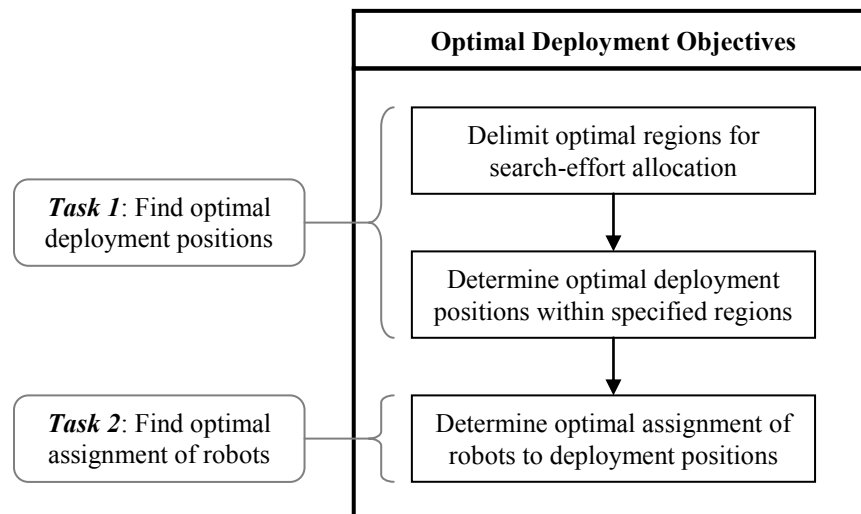 Optimal Deployment Objectives
Delimit optimal regions for
search-effort allocation
Task 1: Find optimal
deployment positions
Determine optimal deployment
positions within specified regions
Task 2: Find optimal
assignment of robots
Determine optimal assignment of
robots to deployment positions